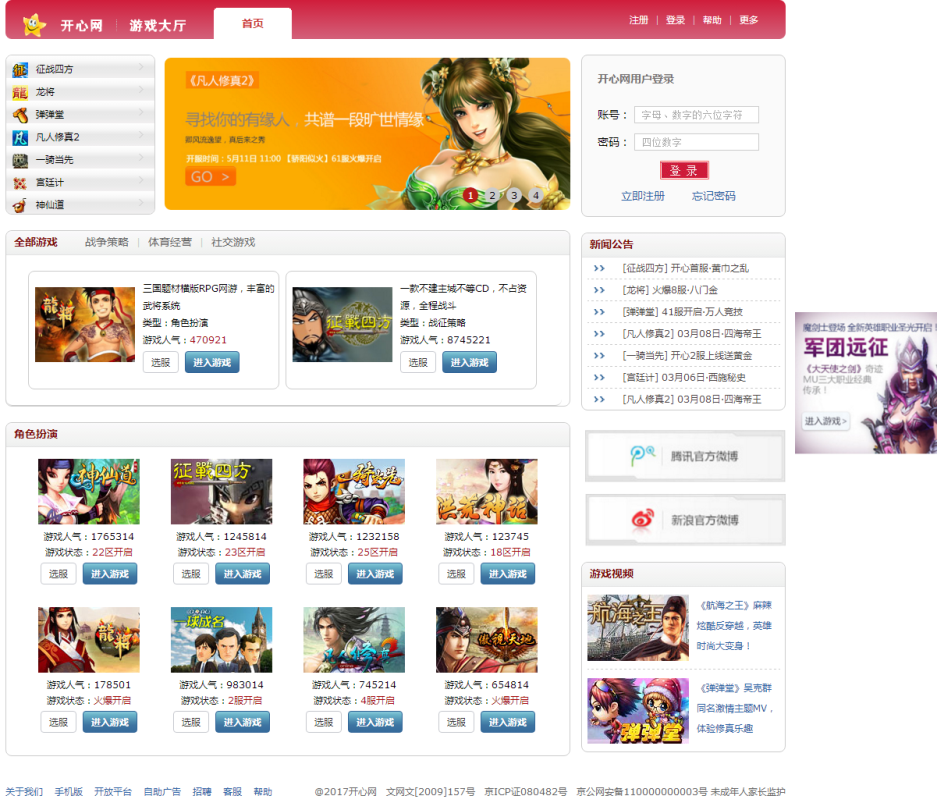 开心网 游戏大厅 首页
注册 | 登录 | 帮助 | 更多
征战四方
龙将
弹弹堂
凡人修真2
一骑当先
宫廷计
神仙道
《凡人修真2》
寻找你的有缘人，共谱一段旷世情缘
开服时间：5月11日 11:00 【骄阳似火】61服火爆开启
GO >
1 2 3 4
开心网用户登录
账号： 字母、数字的六位字符
密码： 四位数字
登 录
立即注册 忘记密码
全部游戏 战争策略 | 体育经营 | 社交游戏
龍将
三国题材横版RPG网游，丰富的
武将系统
类型：角色扮演
游戏人气：470921
选服 进入游戏
征戰四方
一款不建主城不等CD，不占资
源，全程战斗
类型：战征策略
游戏人气：8745221
选服 进入游戏
新闻公告
[征战四方] 开心首服·黄巾之乱
[龙将] 火爆8服·八门金
[弹弹堂] 41服开启·万人竞技
[凡人修真2] 03月08日·四海帝王
[一骑当先] 开心2服上线送黄金
[宫廷计] 03月06日·西施秘史
[凡人修真2] 03月08日·四海帝王
魔剑士登场 全新英雄职业圣光开启！
军团远征
《大天使之剑》奇迹
MU三大职业经典
传承！
进入游戏>
腾讯官方微博
新浪官方微博
角色扮演
神仙道
游戏人气：1765314
游戏状态：22区开启
选服 进入游戏
征戰四方
游戏人气：1245814
游戏状态：23区开启
选服 进入游戏
一骑当先
游戏人气：1232158
游戏状态：25区开启
选服 进入游戏
洪荒神话
游戏人气：123745
游戏状态：18区开启
选服 进入游戏
龍将
游戏人气：178501
游戏状态：火爆开启
选服 进入游戏
一球成名
游戏人气：983014
游戏状态：2服开启
选服 进入游戏
凡人修真2
游戏人气：745214
游戏状态：4服开启
选服 进入游戏
傲视天地
游戏人气：654814
游戏状态：火爆开启
选服 进入游戏
游戏视频
航海之王
《航海之王》麻辣
炫酷反穿越，英雄
时尚大变身！
弹弹堂
《弹弹堂》吴克群
同名激情主题MV，
体验修真乐趣
关于我们 手机版 开放平台 自助广告 招聘 客服 帮助 @2017开心网 文网文[2009]157号 京ICP证080482号 京公网安备110000000003号 未成年人家长监护